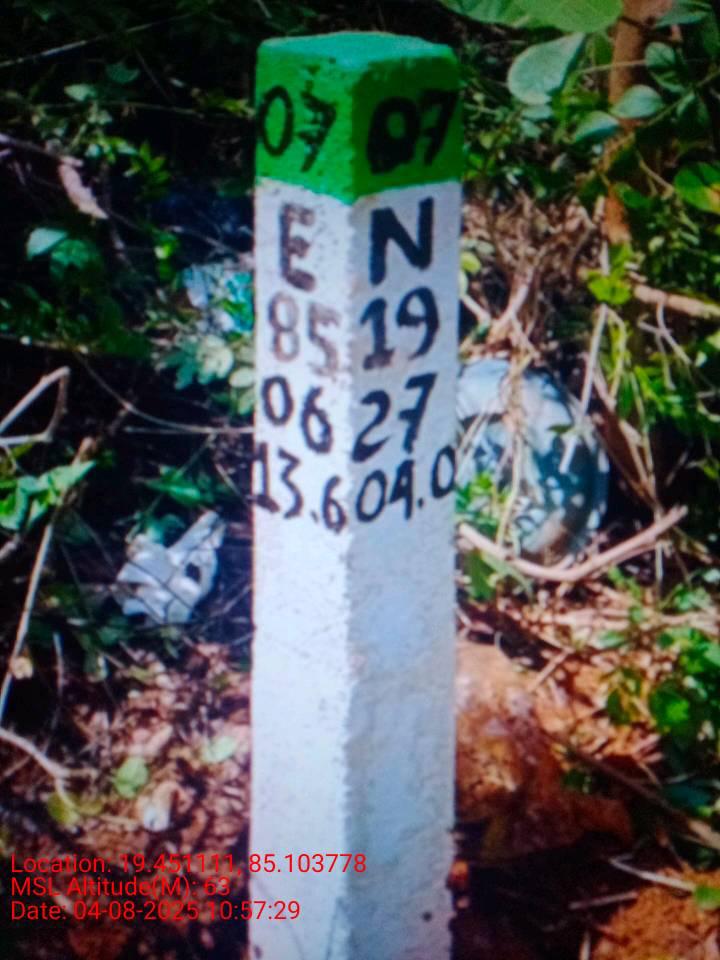 07 07
E N
85 19
06 27
13.6 04.0
Location: 19.451111, 85.103778
MSL Altitude(M): 63
Date: 04-08-2025 10:57:29